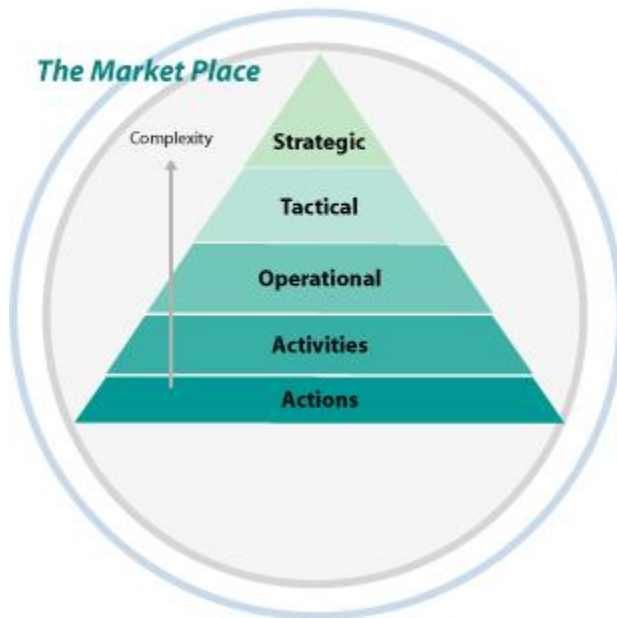 The Market Place
Complexity
Strategic
Tactical
Operational
Activities
Actions